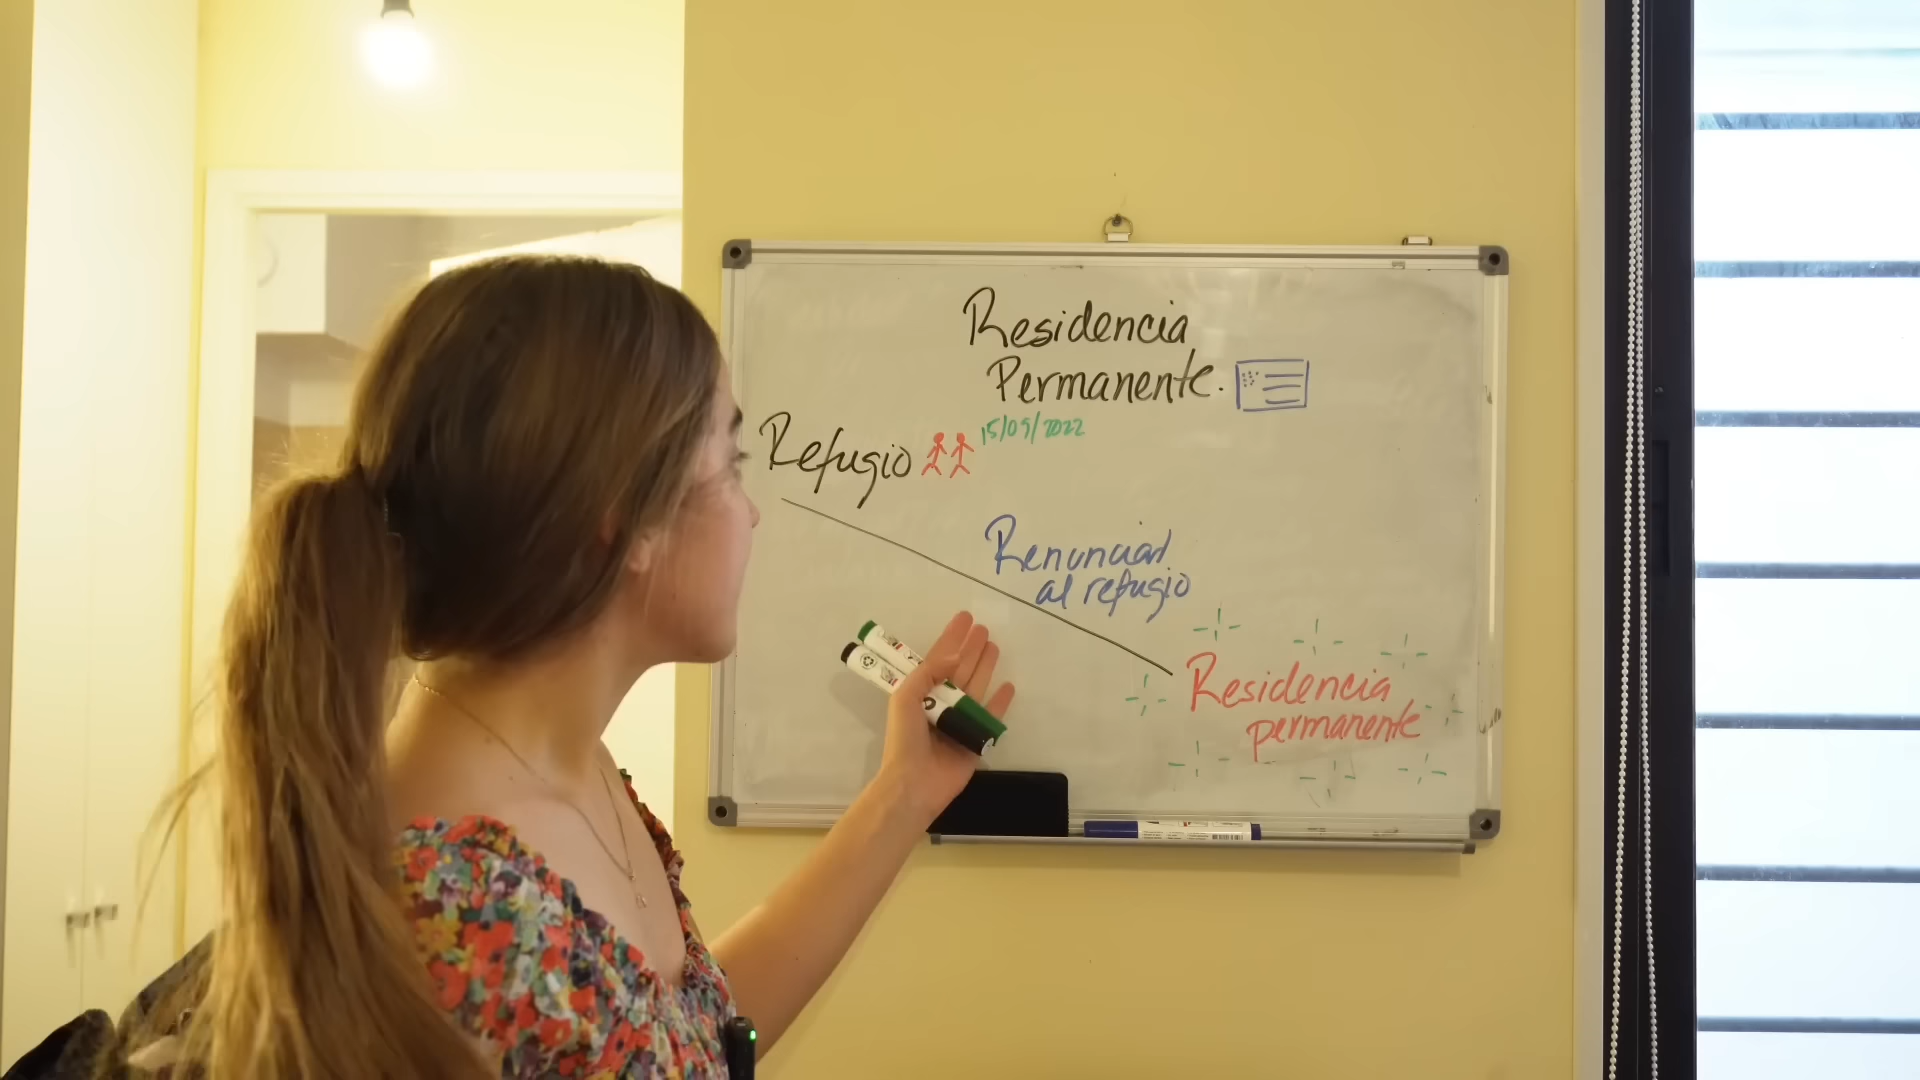 Residencia
Permanente.
Refugio
15/09/2022
Renunciar
al refugio
Residencia
permanente